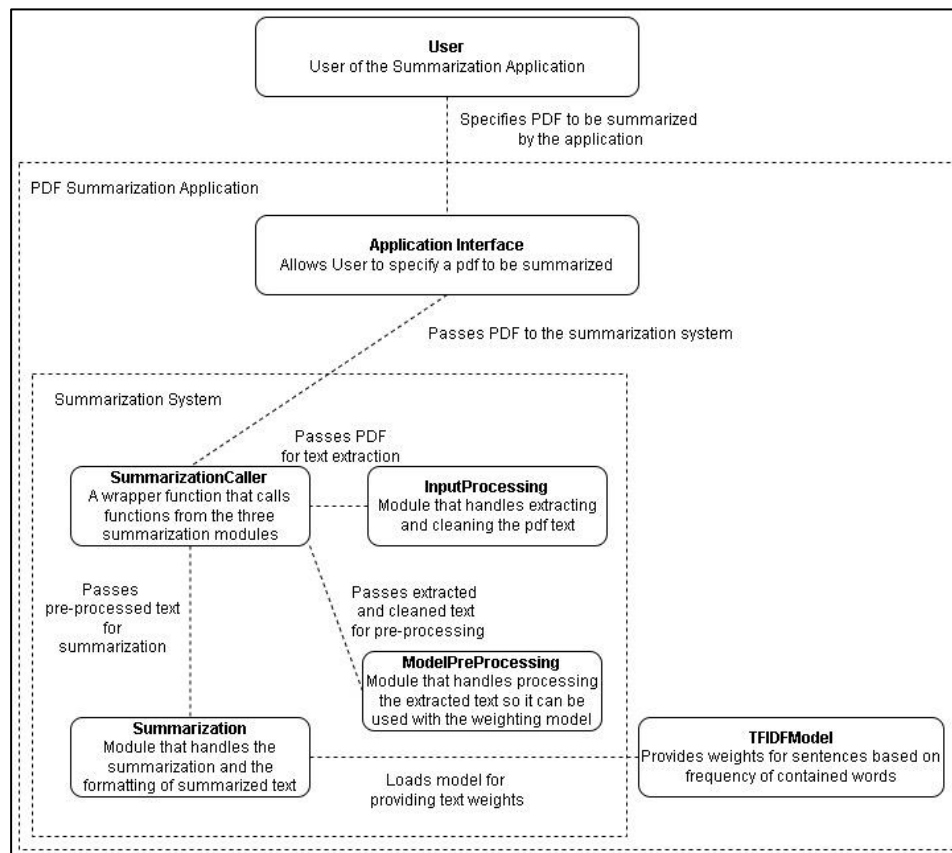 User
User of the Summarization Application
Specifies PDF to be summarized
by the application
PDF Summarization Application
Application Interface
Allows User to specify a pdf to be summarized
Passes PDF to the summarization system
Summarization System
Passes PDF
for text extraction
SummarizationCaller
A wrapper function that calls
functions from the three
summarization modules
InputProcessing
Module that handles extracting
and cleaning the pdf text
Passes
pre-processed text
for
summarization
Passes extracted
and cleaned text
for pre-processing
ModelPreProcessing
Module that handles processing
the extracted text so it can be
used with the weighting model
Summarization
Module that handles the
summarization and the
formatting of summarized text
Loads model for
providing text weights
TFIDFModel
Provides weights for sentences based on
frequency of contained words